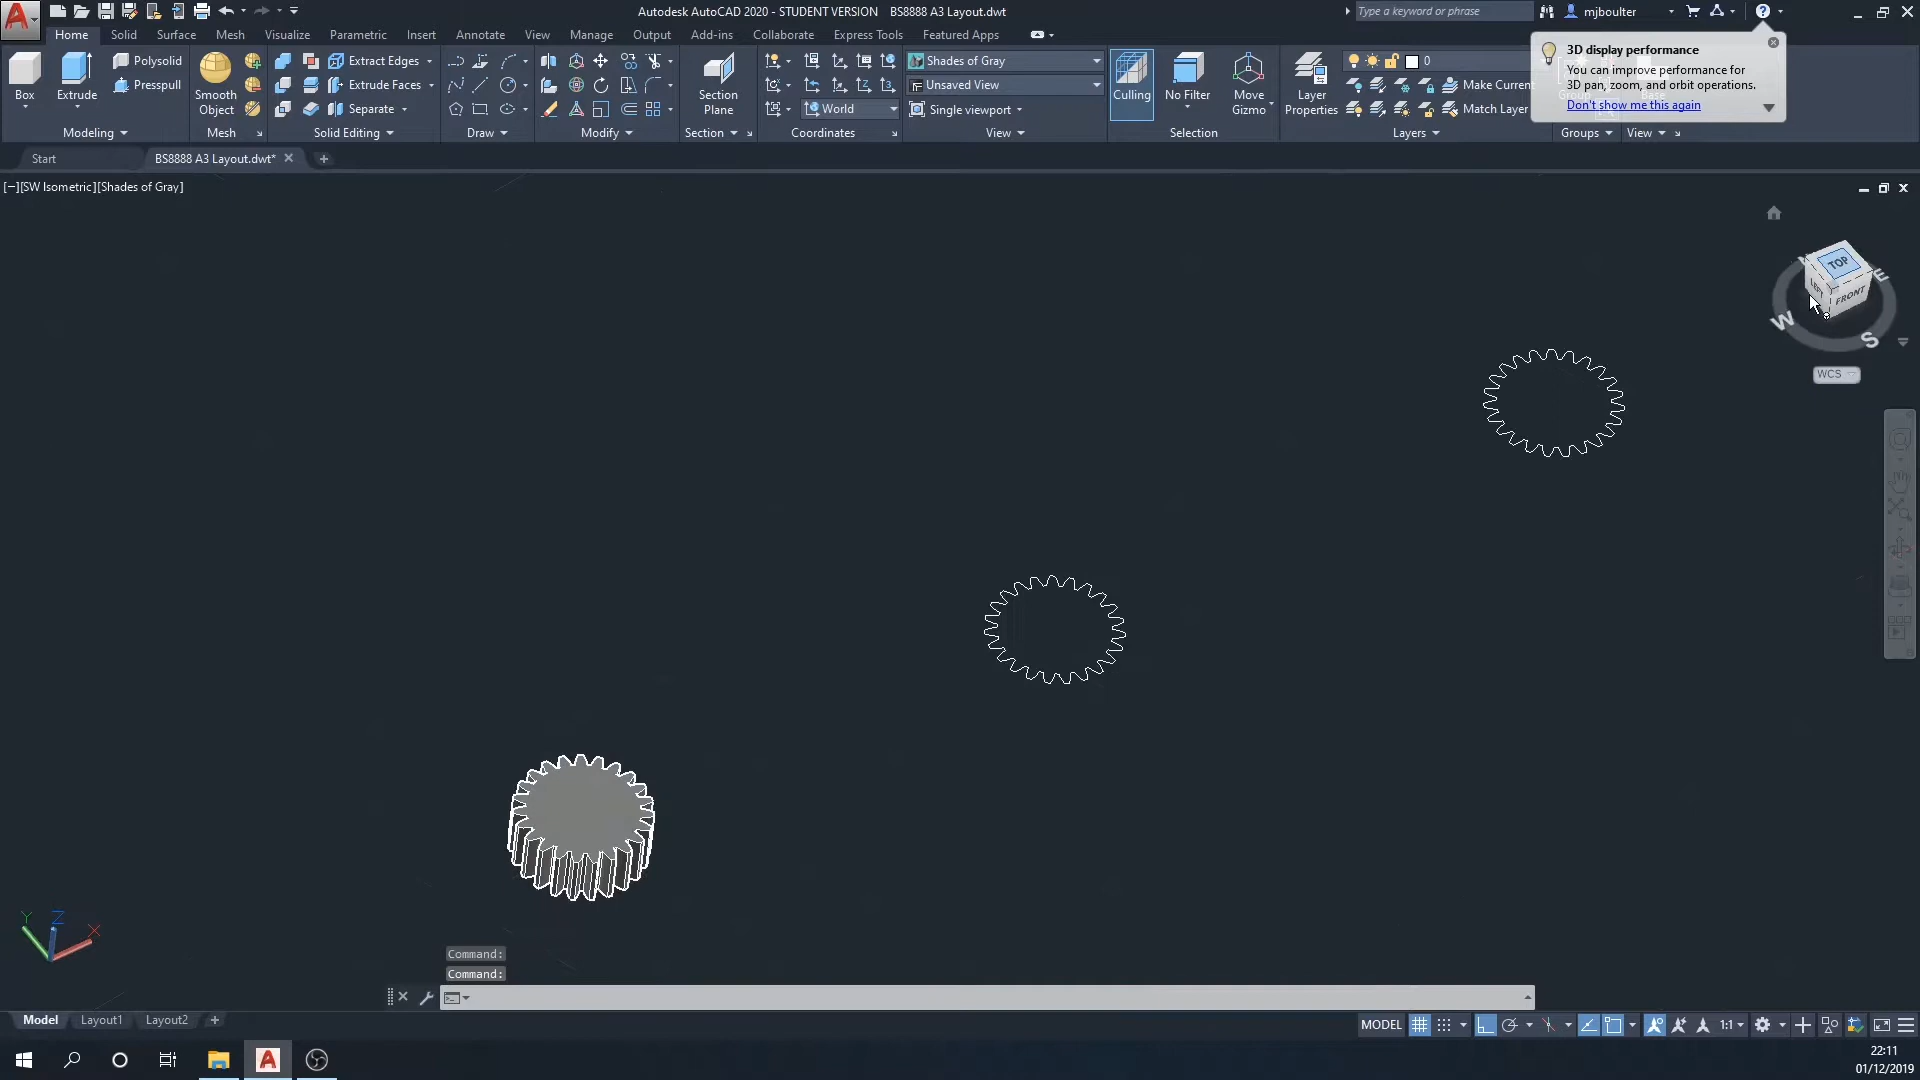 Autodesk AutoCAD 2020 - STUDENT VERSION BS8888 A3 Layout.dwt
Type a keyword or phrase
mjboulter
Home Solid Surface Mesh Visualize Parametric Insert Annotate View Manage Output Add-ins Collaborate Express Tools Featured Apps
3D display performance
You can improve performance for
3D pan, zoom, and orbit operations.
Don't show me this again
Box
Extrude
Polysolid
Presspull
Smooth
Object
Extract Edges
Extrude Faces
Separate
Section
Plane
World
Shades of Gray
Unsaved View
Single viewport
Culling
No Filter
Move
Gizmo
Layer
Properties
0
Make Current
Match Layer
Modeling Mesh Solid Editing Draw Modify Section Coordinates View Selection Layers Groups View
Start BS8888 A3 Layout.dwt*
[−][SW Isometric][Shades of Gray]
TOP
LEFT
FRONT
E
W
S
WCS
Y Z X
Command:
Command:
Model Layout1 Layout2
MODEL
1:1
22:11
01/12/2019